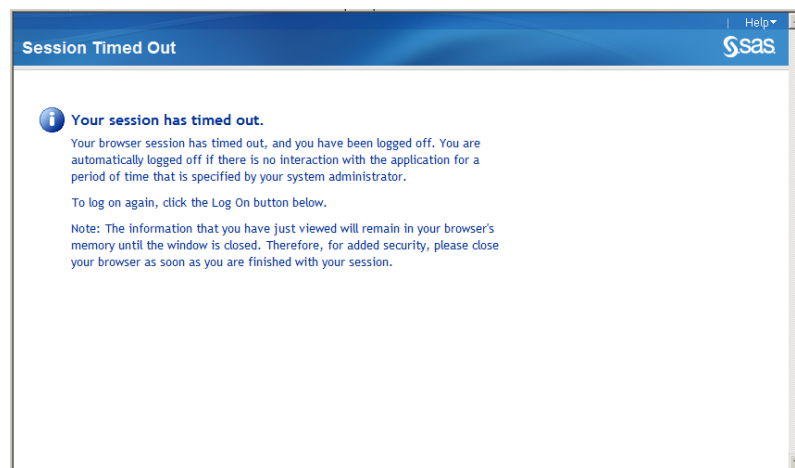 Help
Session Timed Out
sas
Your session has timed out.
Your browser session has timed out, and you have been logged off. You are
automatically logged off if there is no interaction with the application for a
period of time that is specified by your system administrator.
To log on again, click the Log On button below.
Note: The information that you have just viewed will remain in your browser's
memory until the window is closed. Therefore, for added security, please close
your browser as soon as you are finished with your session.